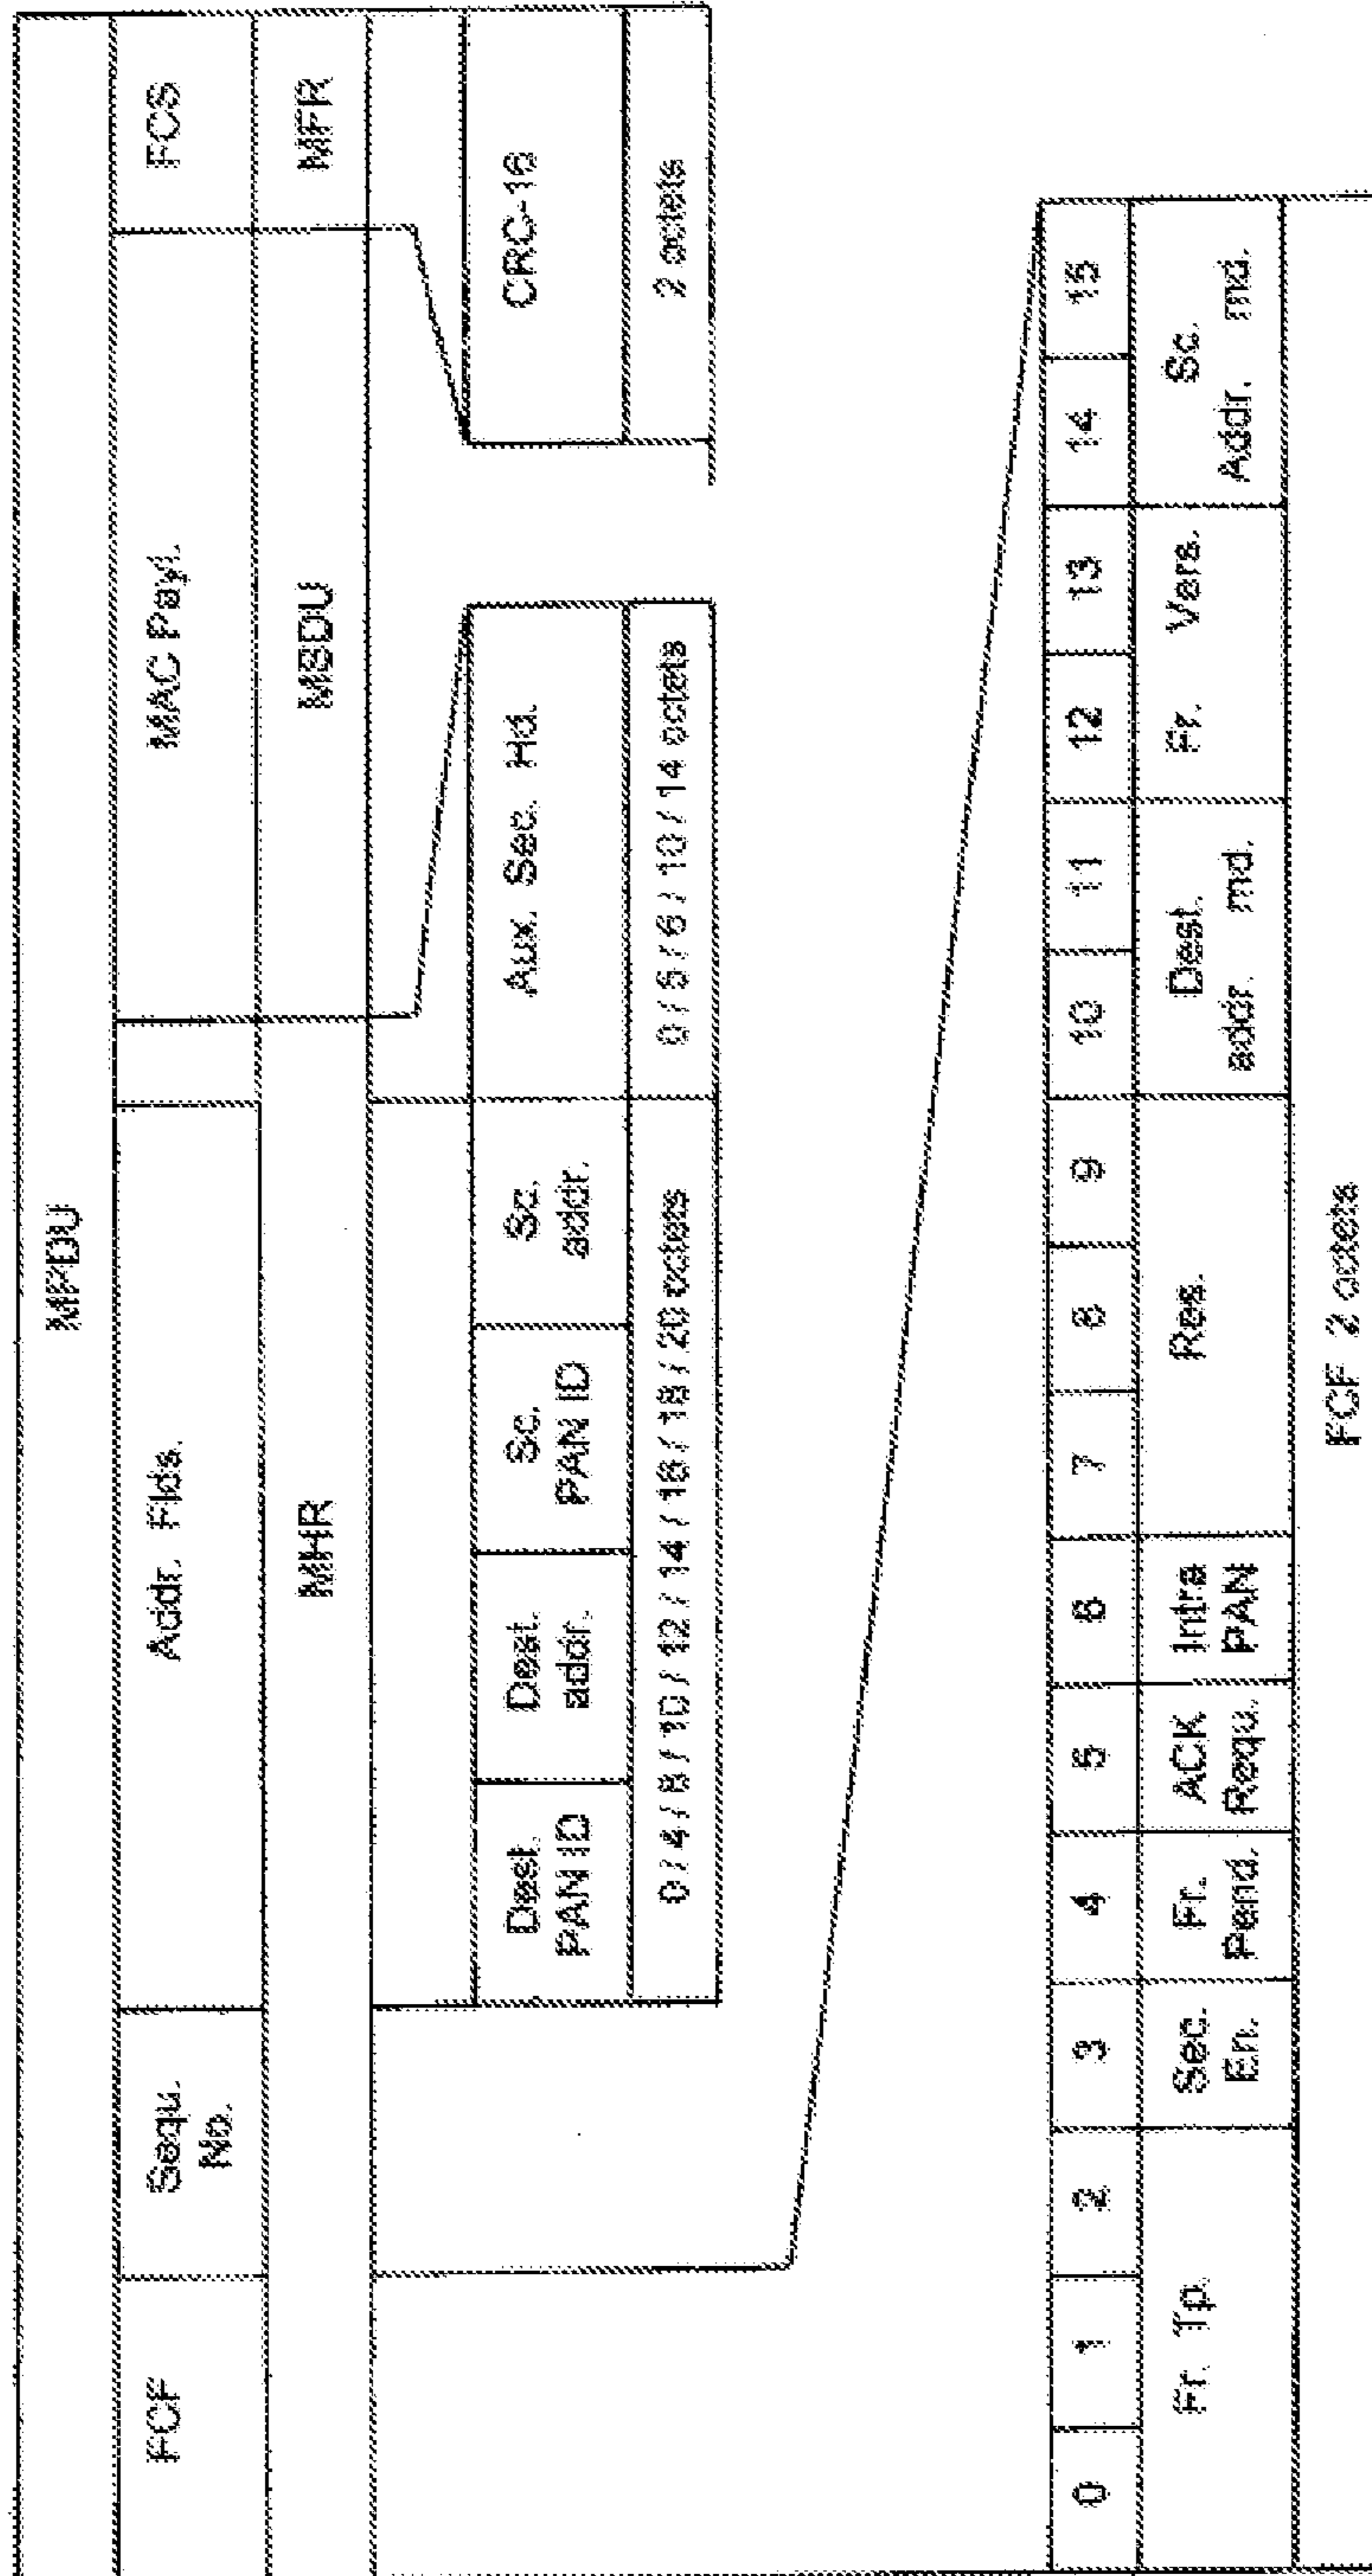 MPDU
FCF
Sequ.
No.
Addr. Flds.
MAC Payl.
FCS
MHR
MSDU
MFR
Dest.
PAN ID
Dest.
addr.
Sc.
PAN ID
Sc.
addr.
Aux. Sec. Hd.
CRC-16
0 / 4 / 8 / 10 / 12 / 14 / 16 / 18 / 20 octets
0 / 5 / 6 / 10 / 14 octets
2 octets
0 1 2 3 4 5 6 7 8 9 10 11 12 13 14 15
Fr. Tp.
Sec.
En.
Fr.
Pend.
ACK
Requ.
Intra
PAN
Res.
Dest.
addr. md.
Fr. Vers.
Sc.
Addr. md.
FCF 2 octets